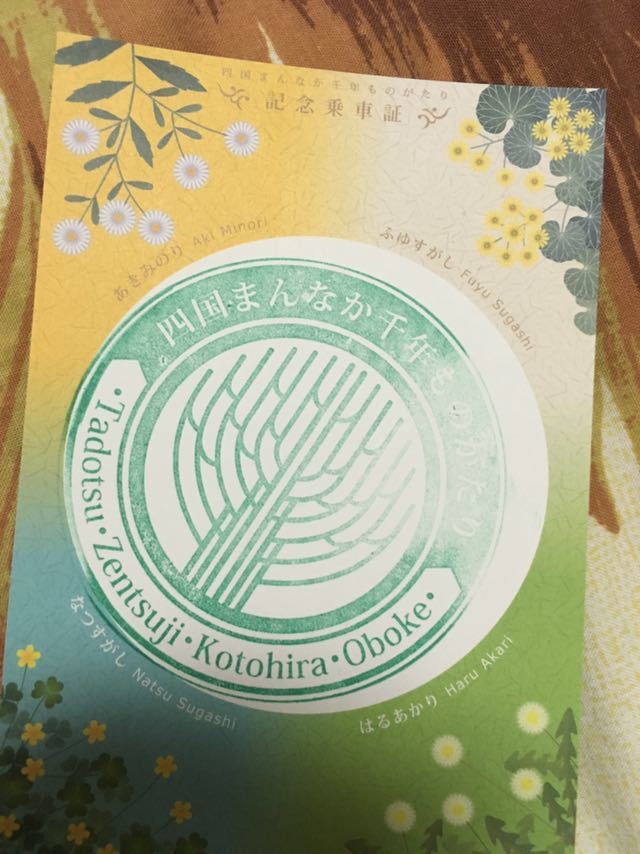 四国まんなか千年ものがたり
記念乗車証
あきみのり Aki Minori
ふゆすがし Fuyu Sugashi
四国まんなか千年ものがたり
・Tadotsu・Zentsuji・Kotohira・Oboke・
なつすがし Natsu Sugashi
はるあかり Haru Akari